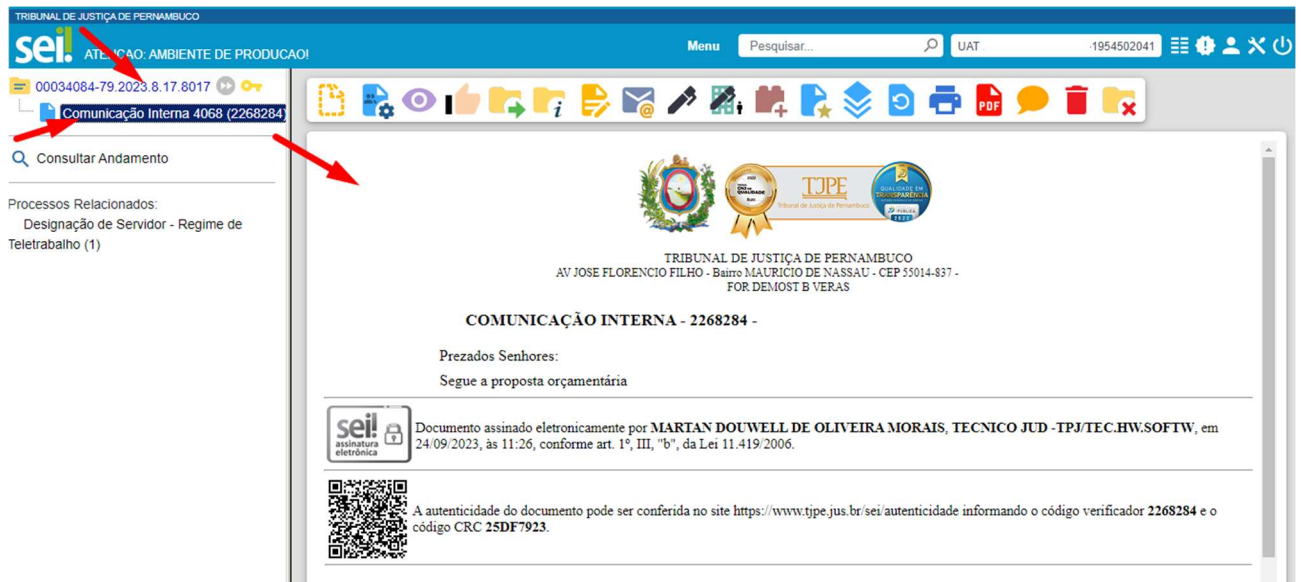 TRIBUNAL DE JUSTIÇA DE PERNAMBUCO
sei!
ATENCAO: AMBIENTE DE PRODUCAO!
Menu
Pesquisar...
UAT
-1954502041
00034084-79.2023.8.17.8017
Comunicação Interna 4068 (2268284)
Consultar Andamento
Processos Relacionados:
Designação de Servidor - Regime de
Teletrabalho (1)
PDF
TJPE
Tribunal de Justiça de Pernambuco
QUALIDADE EM
TRANSPARÊNCIA
TRIBUNAL DE JUSTIÇA DE PERNAMBUCO
AV JOSE FLORENCIO FILHO - Bairro MAURICIO DE NASSAU - CEP 55014-837 -
FOR DEMOST B VERAS
COMUNICAÇÃO INTERNA - 2268284 -
Prezados Senhores:
Segue a proposta orçamentária
sei!
assinatura
eletrônica
Documento assinado eletronicamente por MARTAN DOUWELL DE OLIVEIRA MORAIS, TECNICO JUD -TPJ/TEC.HW.SOFTW, em
24/09/2023, às 11:26, conforme art. 1º, III, "b", da Lei 11.419/2006.
A autenticidade do documento pode ser conferida no site https://www.tjpe.jus.br/sei/autenticidade informando o código verificador 2268284 e o
código CRC 25DF7923.